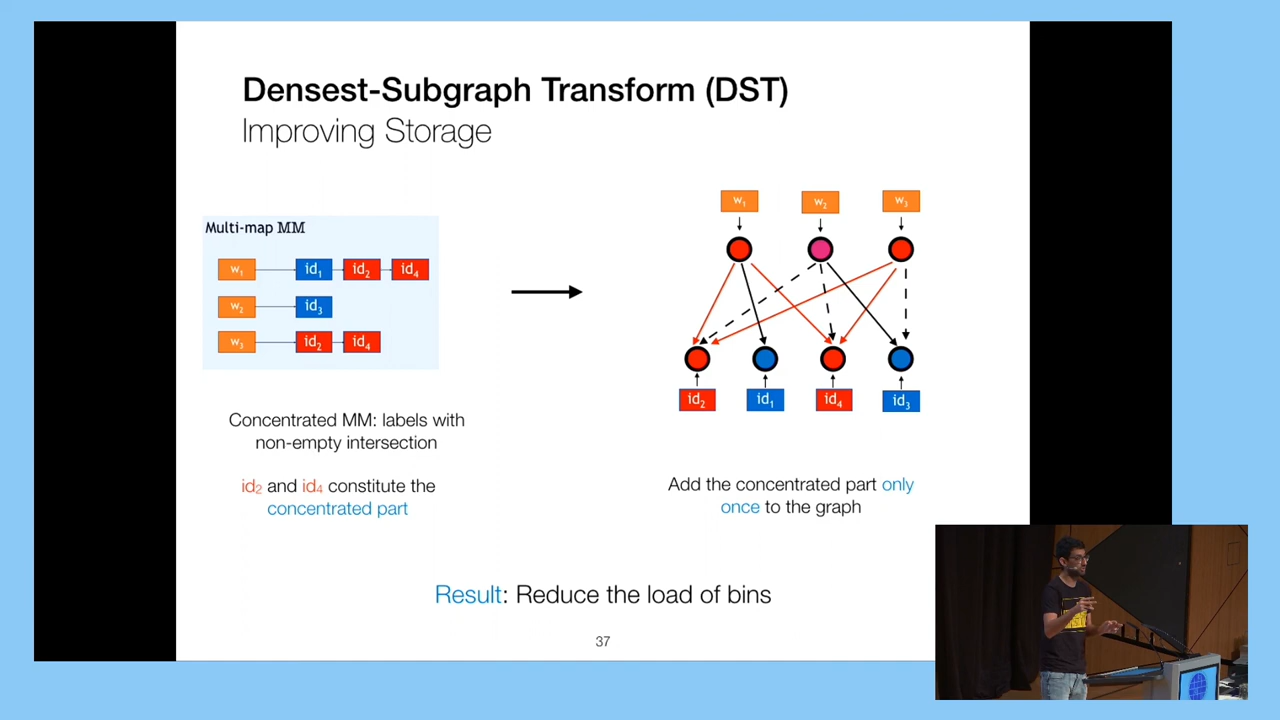 Densest-Subgraph Transform (DST)
Improving Storage
Multi-map MM
w1 id1 id2 id4
w2 id3
w3 id2 id4
Concentrated MM: labels with
non-empty intersection
id2 and id4 constitute the
concentrated part
w1 w2 w3
id2 id1 id4 id3
Add the concentrated part only
once to the graph
Result: Reduce the load of bins
37